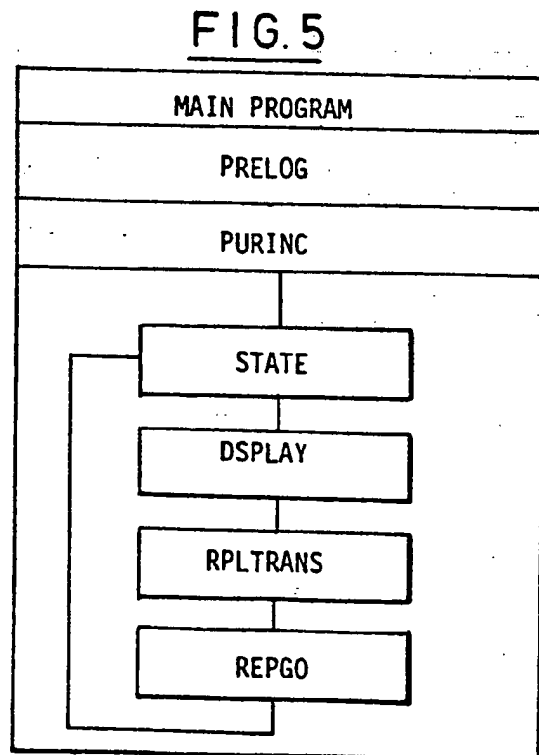 FIG. 5
MAIN PROGRAM
PRELOG
PURINC
STATE
DSPLAY
RPLTRANS
REPGO